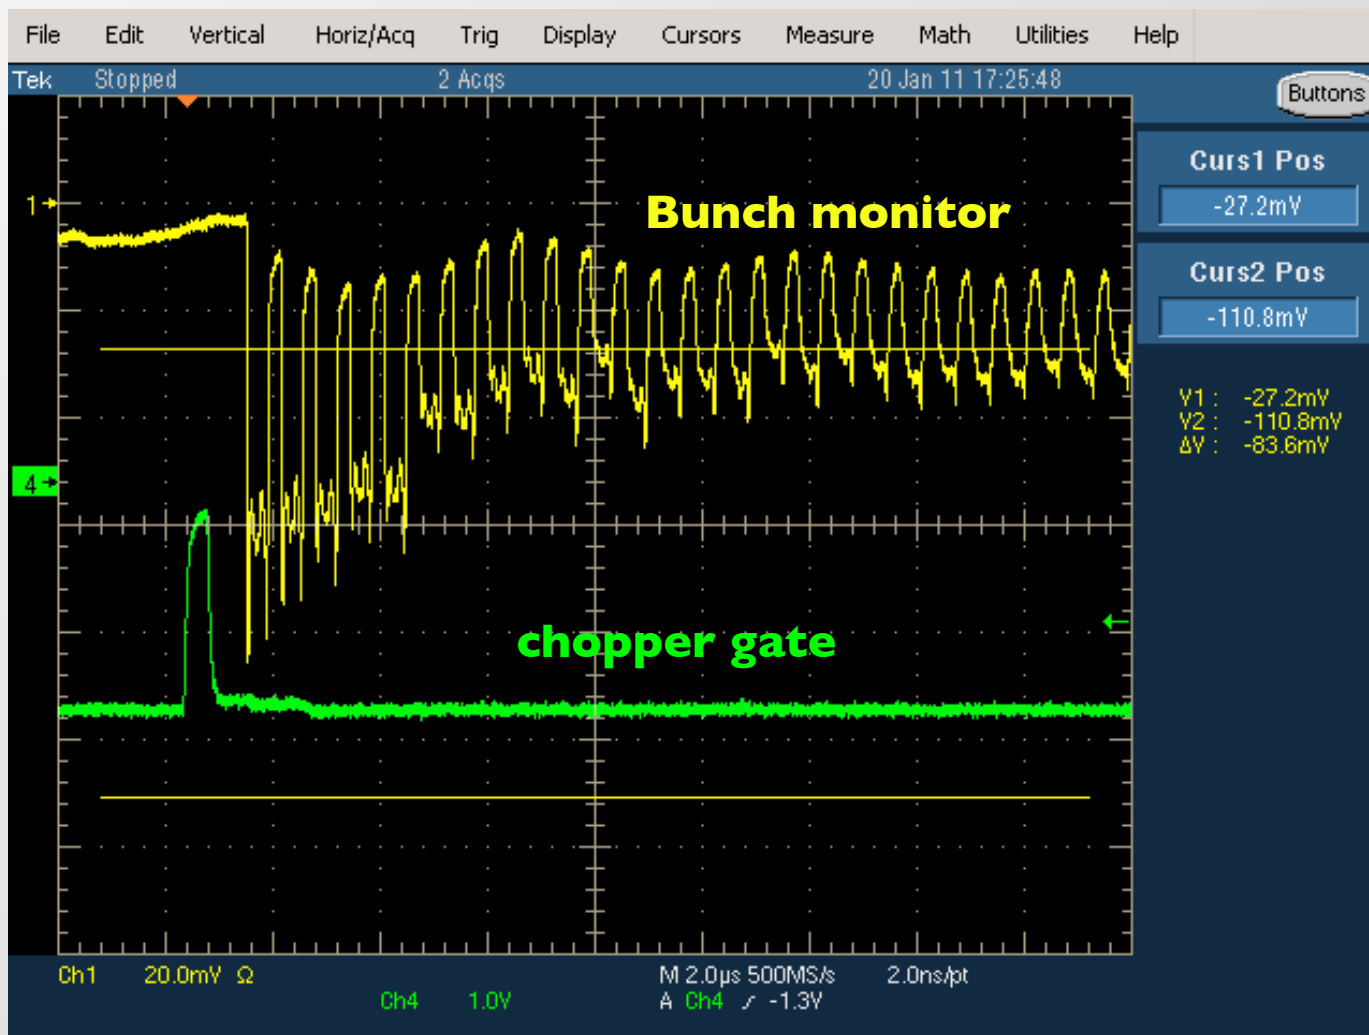 File Edit Vertical Horiz/Acq Trig Display Cursors Measure Math Utilities Help
Tek Stopped 2 Acqs 20 Jan 11 17:25:48
Buttons
Curs1 Pos
-27.2mV
Curs2 Pos
-110.8mV
V1 : -27.2mV
V2 : -110.8mV
ΔV : -83.6mV
1
Bunch monitor
4
chopper gate
Ch1 20.0mV Ω M 2.0µs 500MS/s 2.0ns/pt
Ch4 1.0V A Ch4 / -1.3V